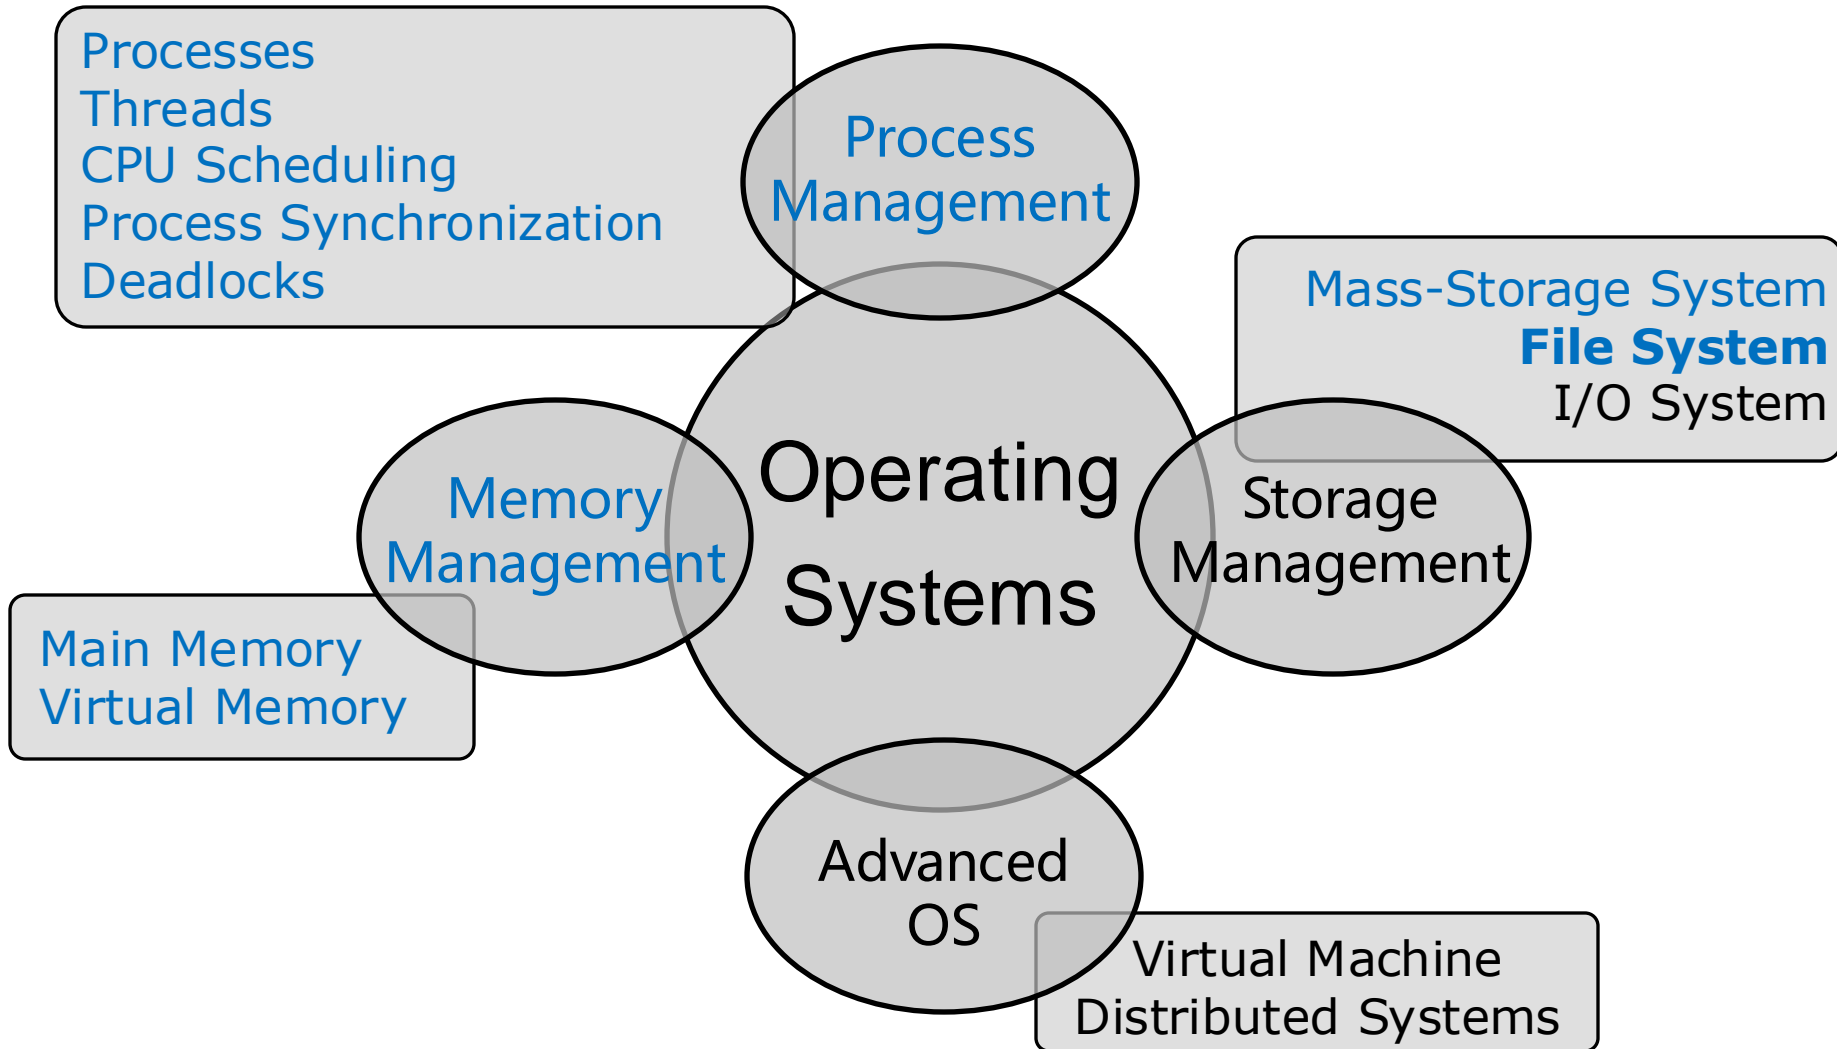 Processes
Threads
CPU Scheduling
Process Synchronization
Deadlocks
Process
Management
Mass-Storage System
File System
I/O System
Memory
Management
Operating
Systems
Storage
Management
Main Memory
Virtual Memory
Advanced
OS
Virtual Machine
Distributed Systems